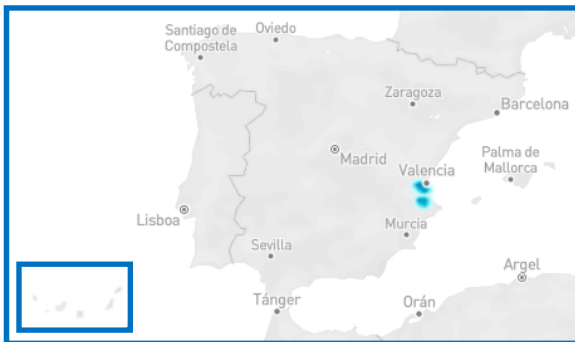 Santiago de
Compostela
Oviedo
Zaragoza
Barcelona
Madrid
Valencia
Palma de
Mallorca
Lisboa
Murcia
Sevilla
Argel
Tánger
Orán